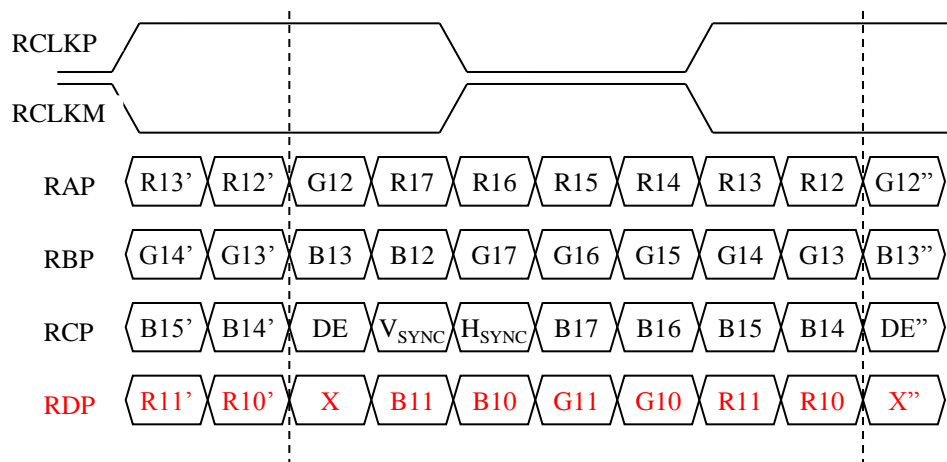 RCLKP
RCLKM
RAP R13’ R12’ G12 R17 R16 R15 R14 R13 R12 G12”
RBP G14’ G13’ B13 B12 G17 G16 G15 G14 G13 B13”
RCP B15’ B14’ DE VSYNC HSYNC B17 B16 B15 B14 DE”
RDP R11’ R10’ X B11 B10 G11 G10 R11 R10 X”